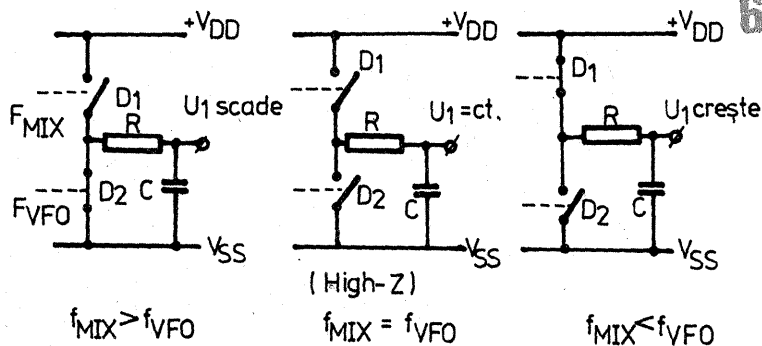 6
+VDD
D1
FMIX
R
U1 scade
D2
C
FVFO
VSS
fMIX > fVFO
+VDD
D1
R
U1 = ct.
D2
C
VSS
(High-Z)
fMIX = fVFO
+VDD
D1
R
U1 crește
D2
C
VSS
fMIX < fVFO